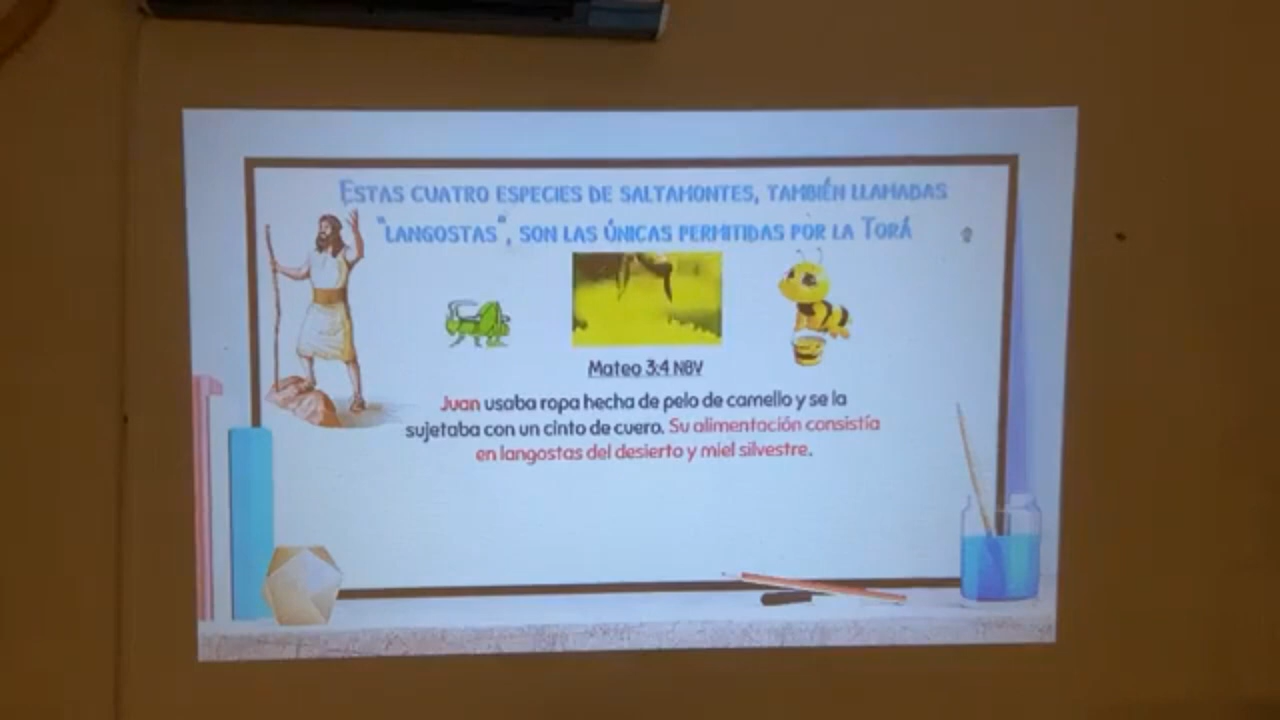 ESTAS CUATRO ESPECIES DE SALTAMONTES, TAMBIÉN LLAMADAS
"LANGOSTAS", SON LAS ÚNICAS PERMITIDAS POR LA TORÁ
Mateo 3:4 NBV
Juan usaba ropa hecha de pelo de camello y se la
sujetaba con un cinto de cuero. Su alimentación consistía
en langostas del desierto y miel silvestre.